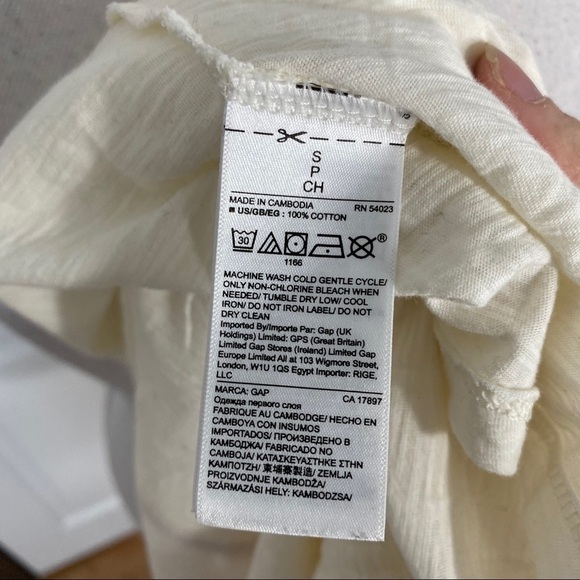 S
P
CH
MADE IN CAMBODIA RN 54023
US/GB/EG : 100% COTTON
30
®
1166
MACHINE WASH COLD GENTLE CYCLE/
ONLY NON-CHLORINE BLEACH WHEN
NEEDED/ TUMBLE DRY LOW/ COOL
IRON/ DO NOT IRON LABEL/ DO NOT
DRY CLEAN
Imported By/Importe Par: Gap (UK
Holdings) Limited: GPS (Great Britain)
Limited Gap Stores (Ireland) Limited Gap
Europe Limited All at 103 Wigmore Street,
London, W1U 1QS Egypt Importer: RIGE,
LLC
MARCA: GAP CA 17897
Одежда первого слоя
FABRIQUE AU CAMBODGE/ HECHO EN
CAMBOYA CON INSUMOS
IMPORTADOS/ ПРОИЗВЕДЕНО В
КАМБОДЖА/ FABRICADO NO
CAMBOJA/ ΚΑΤΑΣΚΕΥΑΣΤΗΚΕ ΣΤΗΝ
ΚΑΜΠΟΤΖΗ/ 柬埔寨製造/ ZEMLJA
PROIZVODNJE KAMBODŽA/
SZÁRMAZÁSI HELY: KAMBODZSA/